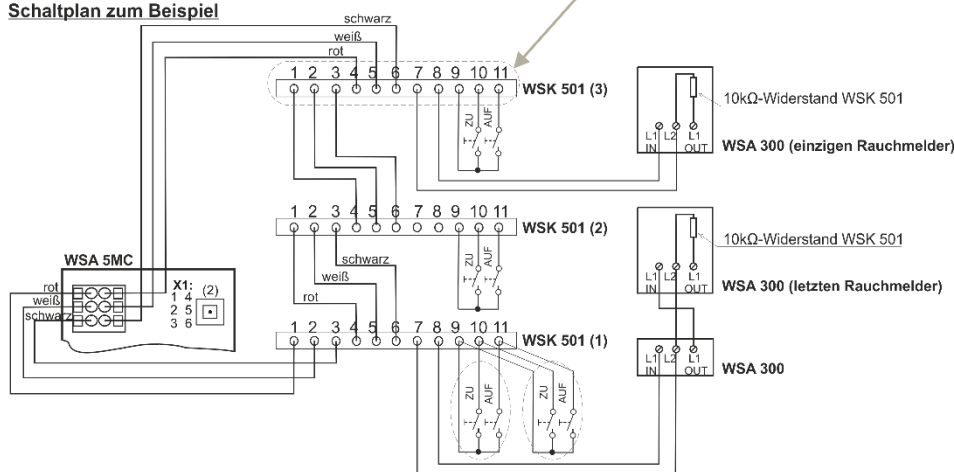 Schaltplan zum Beispiel
schwarz
weiß
rot
1 2 3 4 5 6 7 8 9 10 11
WSK 501 (3)
ZU AUF
10kΩ-Widerstand WSK 501
L1 L2 L1
IN OUT
WSA 300 (einzigen Rauchmelder)
1 2 3 4 5 6 7 8 9 10 11
WSK 501 (2)
schwarz
weiß
rot
ZU AUF
10kΩ-Widerstand WSK 501
L1 L2 L1
IN OUT
WSA 300 (letzten Rauchmelder)
WSA 5MC
rot
weiß
schwarz
X1:
1 4
2 5
3 6
(2)
1 2 3 4 5 6 7 8 9 10 11
WSK 501 (1)
ZU AUF
ZU AUF
L1 L2 L1
IN OUT
WSA 300